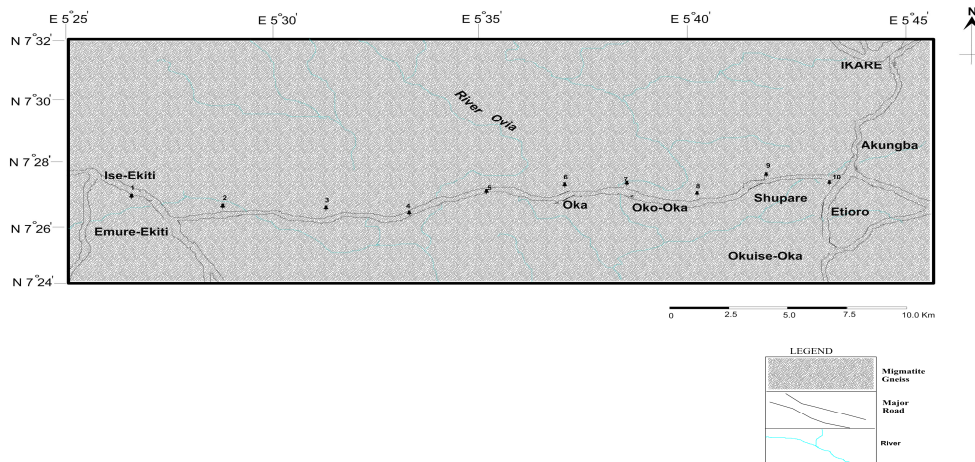 E 5°25'
E 5°30'
E 5°35'
E 5°40'
E 5°45'
N
N 7°32'
IKARE
N 7°30'
River Ovia
Akungba
N 7°28'
Ise-Ekiti
1
2
3
4
5
6
7
8
9
10
Oka
Oko-Oka
Shupare
Etioro
N 7°26'
Emure-Ekiti
Okuise-Oka
N 7°24'
0 2.5 5.0 7.5 10.0 Km
LEGEND
Migmatite
Gneiss
Major
Road
River